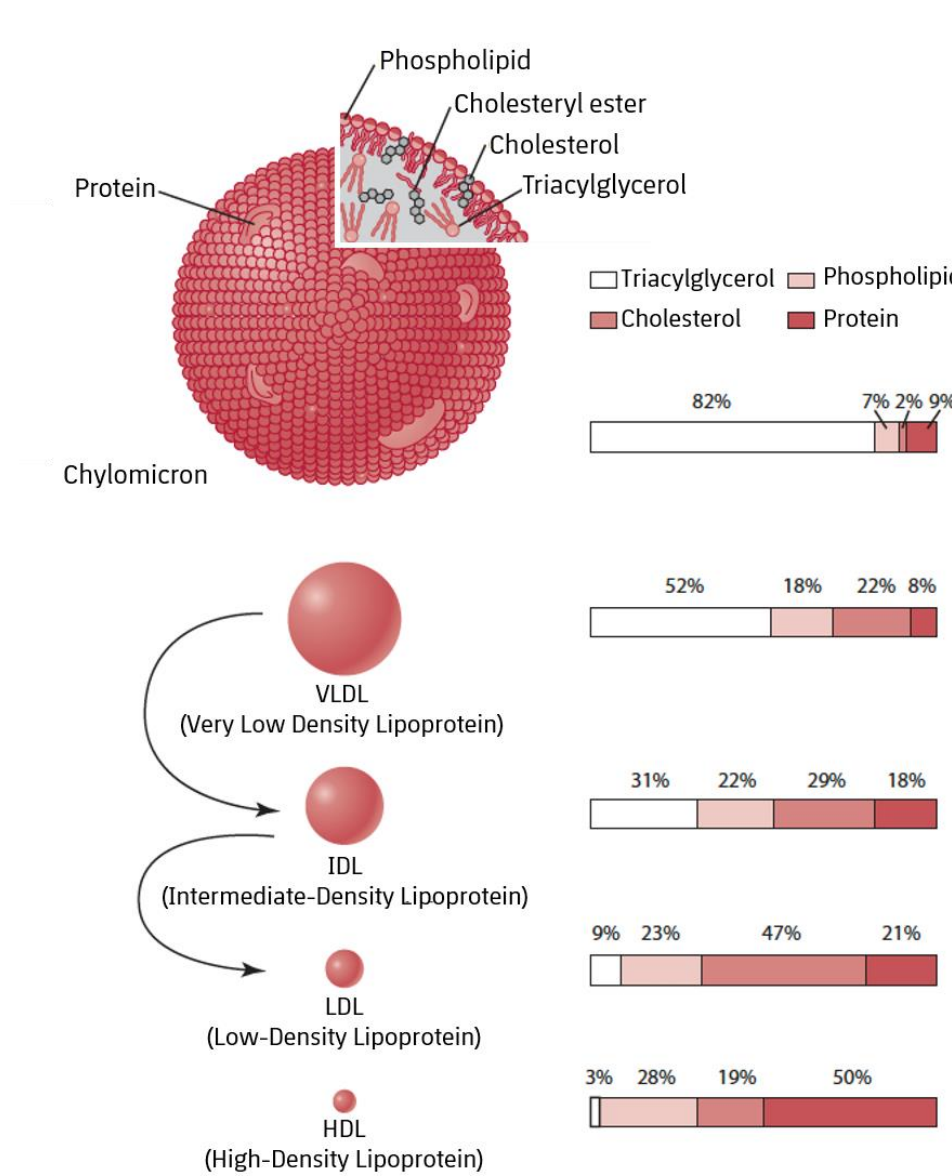 Phospholipid
Cholesteryl ester
Cholesterol
Triacylglycerol
Protein
Chylomicron
Triacylglycerol
Phospholipid
Cholesterol
Protein
82% 7% 2% 9%
52% 18% 22% 8%
VLDL
(Very Low Density Lipoprotein)
31% 22% 29% 18%
IDL
(Intermediate-Density Lipoprotein)
9% 23% 47% 21%
LDL
(Low-Density Lipoprotein)
3% 28% 19% 50%
HDL
(High-Density Lipoprotein)